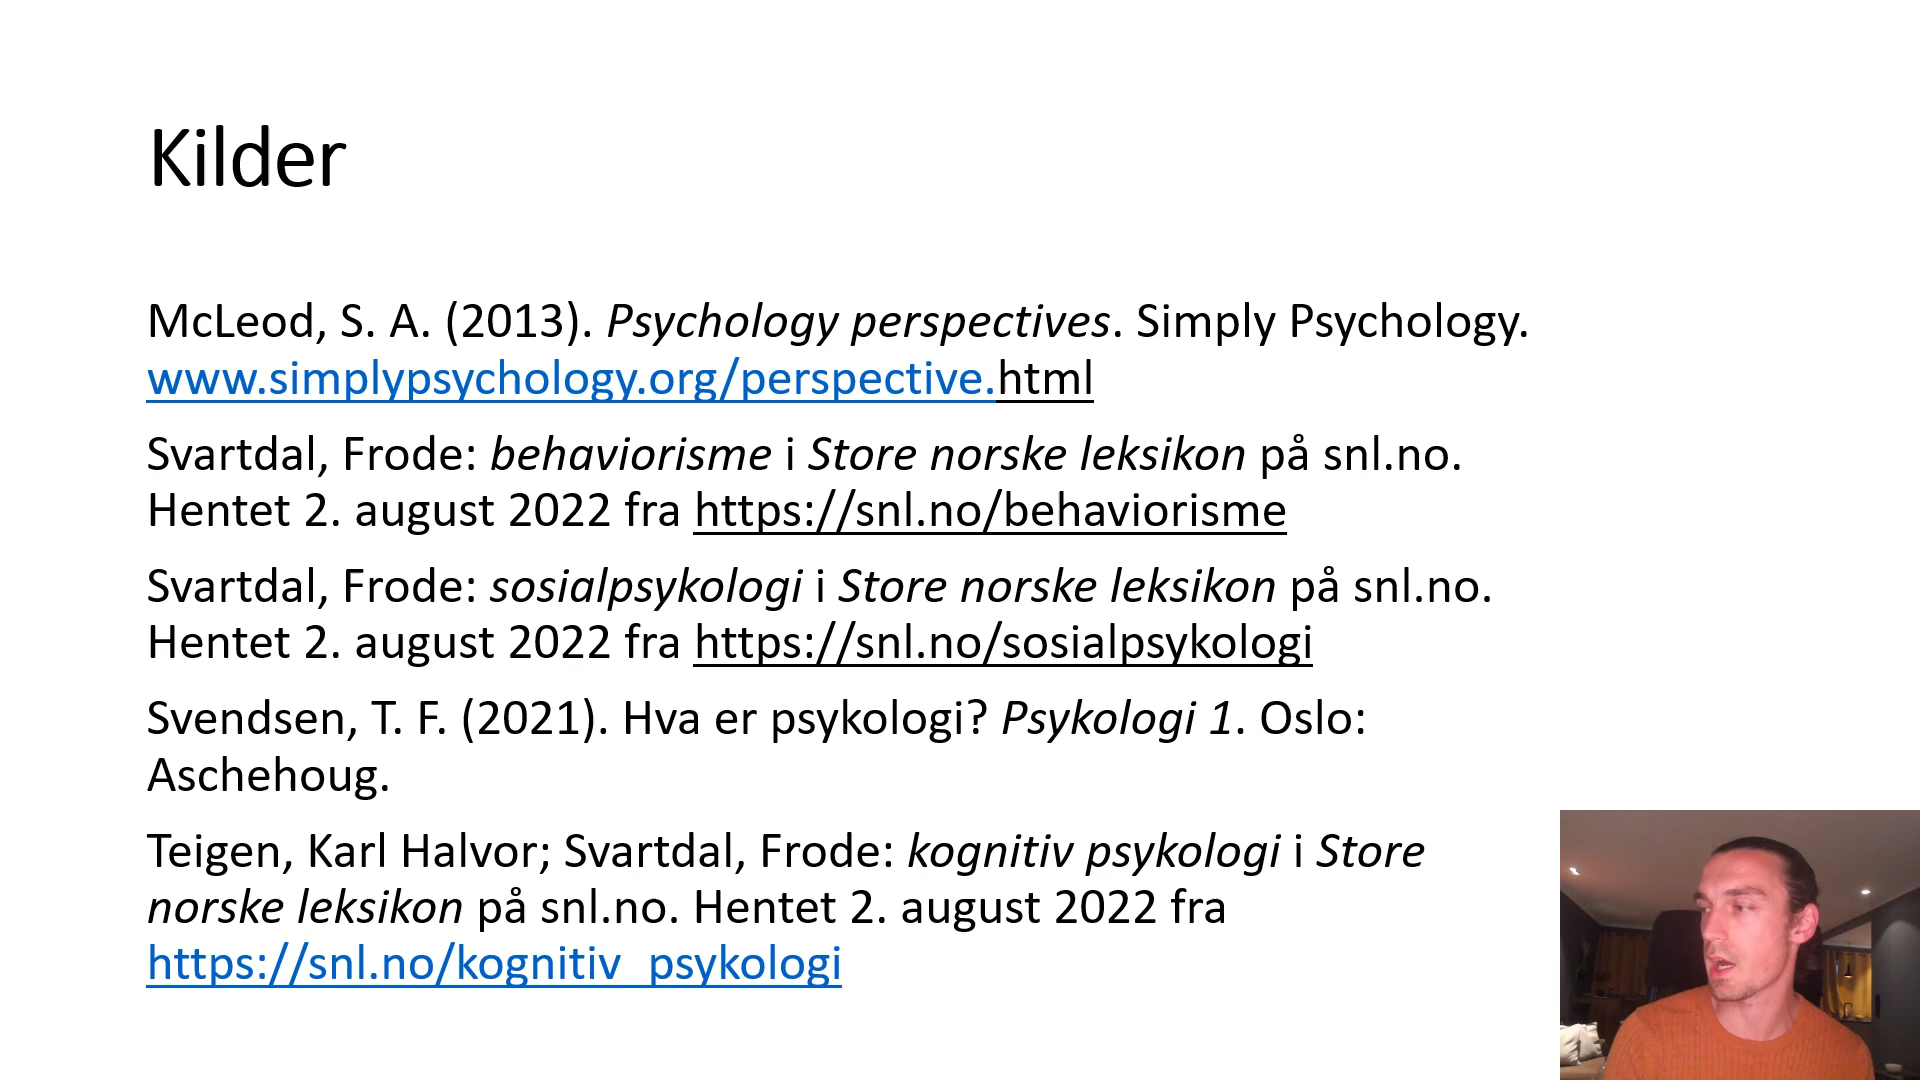 Kilder
McLeod, S. A. (2013). Psychology perspectives. Simply Psychology.
www.simplypsychology.org/perspective.html
Svartdal, Frode: behaviorisme i Store norske leksikon på snl.no.
Hentet 2. august 2022 fra https://snl.no/behaviorisme
Svartdal, Frode: sosialpsykologi i Store norske leksikon på snl.no.
Hentet 2. august 2022 fra https://snl.no/sosialpsykologi
Svendsen, T. F. (2021). Hva er psykologi? Psykologi 1. Oslo:
Aschehoug.
Teigen, Karl Halvor; Svartdal, Frode: kognitiv psykologi i Store
norske leksikon på snl.no. Hentet 2. august 2022 fra
https://snl.no/kognitiv_psykologi